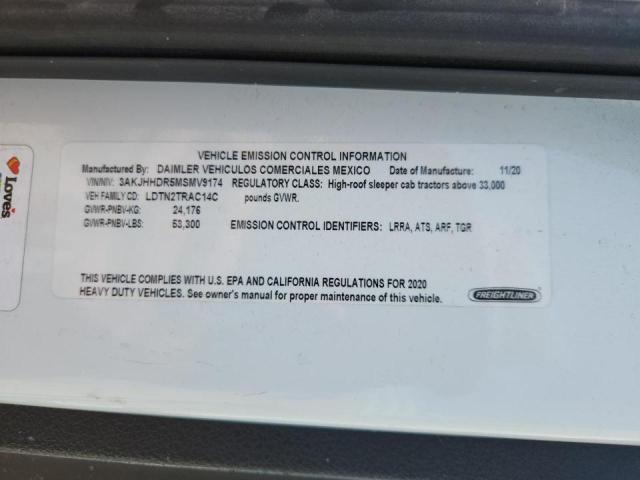 VEHICLE EMISSION CONTROL INFORMATION
Manufactured By: DAIMLER VEHICULOS COMERCIALES MEXICO Date of Manufacture: 11/20
VIN/NIV: 3AKJHHDR5MSMV9174 REGULATORY CLASS: High-roof sleeper cab tractors above 33,000
VEH FAMILY CD: LDTN2TRAC14C pounds GVWR.
GVWR-PNBV-KG: 24,176
GVWR-PNBV-LBS: 53,300 EMISSION CONTROL IDENTIFIERS: LRRA, ATS, ARF, TGR
THIS VEHICLE COMPLIES WITH U.S. EPA AND CALIFORNIA REGULATIONS FOR 2020
HEAVY DUTY VEHICLES. See owner's manual for proper maintenance of this vehicle.
FREIGHTLINER
Loves